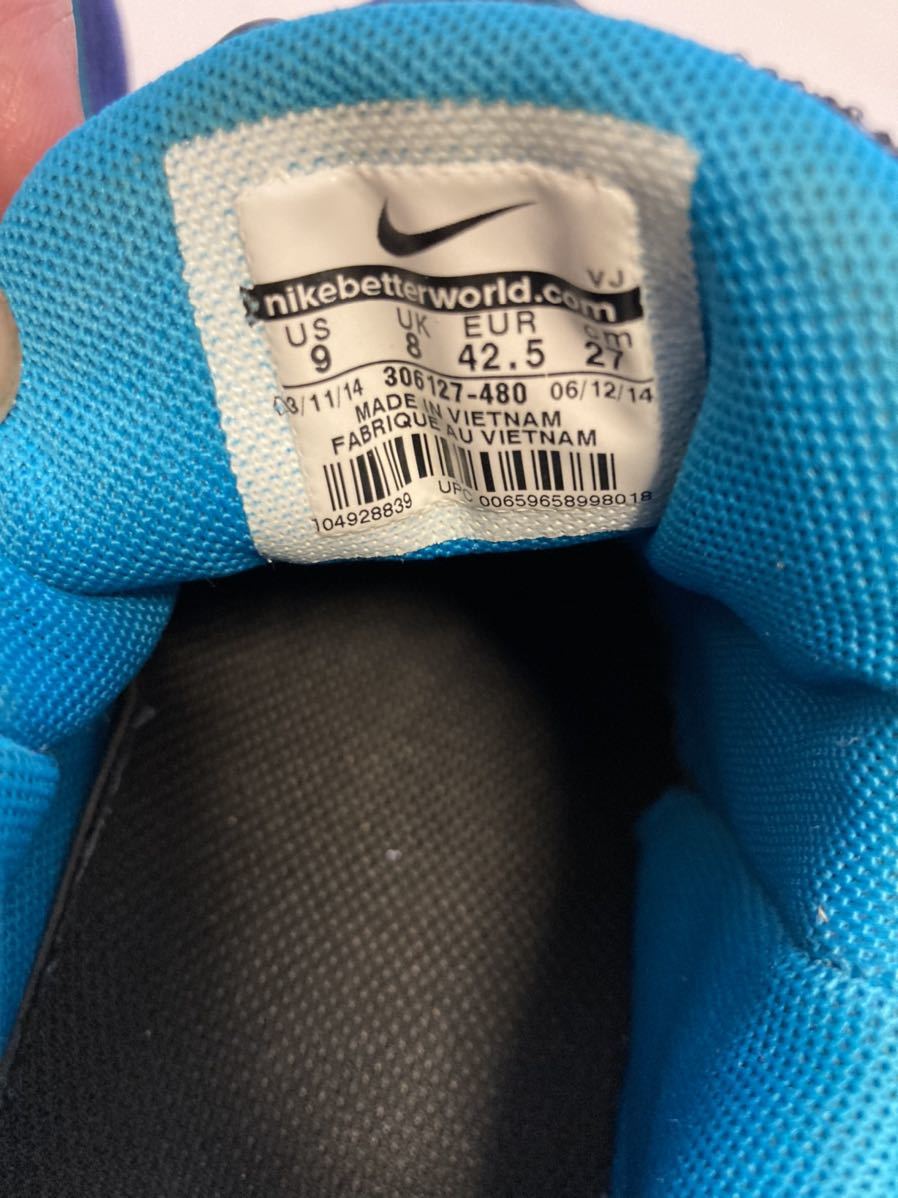 VJ
nikebetterworld.com
US UK EUR cm
9 8 42.5 27
03/11/14 306127-480 06/12/14
MADE IN VIETNAM
FABRIQUE AU VIETNAM
104928839 UPC 00659658998018